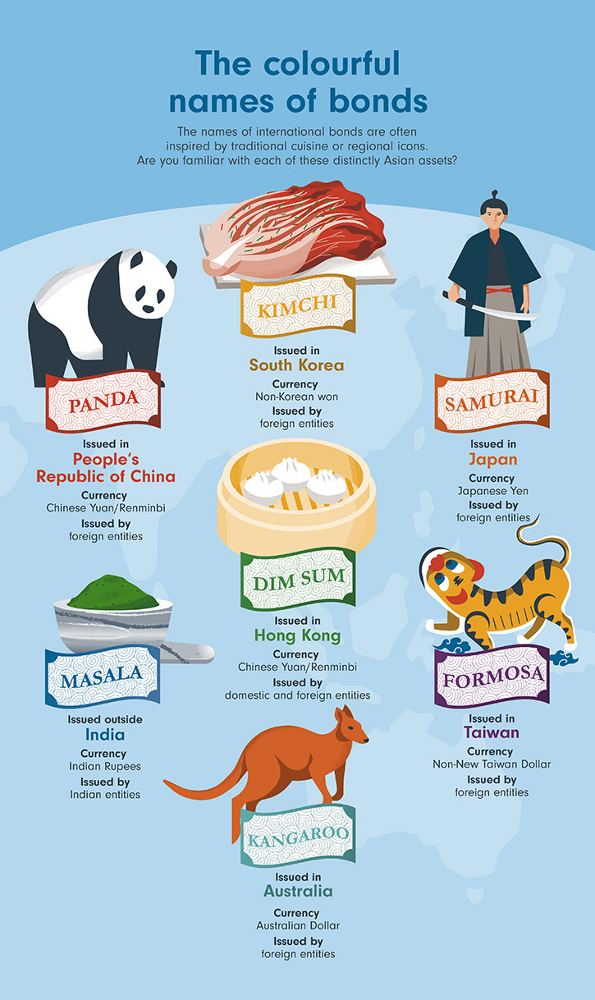 The colourful
names of bonds
The names of international bonds are often
inspired by traditional cuisine or regional icons.
Are you familiar with each of these distinctly Asian assets?
KIMCHI
Issued in
South Korea
Currency
Non-Korean won
Issued by
foreign entities
PANDA
Issued in
People's
Republic of China
Currency
Chinese Yuan/Renminbi
Issued by
foreign entities
SAMURAI
Issued in
Japan
Currency
Japanese Yen
Issued by
foreign entities
DIM SUM
Issued in
Hong Kong
Currency
Chinese Yuan/Renminbi
Issued by
domestic and foreign entities
MASALA
Issued outside
India
Currency
Indian Rupees
Issued by
Indian entities
FORMOSA
Issued in
Taiwan
Currency
Non-New Taiwan Dollar
Issued by
foreign entities
KANGAROO
Issued in
Australia
Currency
Australian Dollar
Issued by
foreign entities